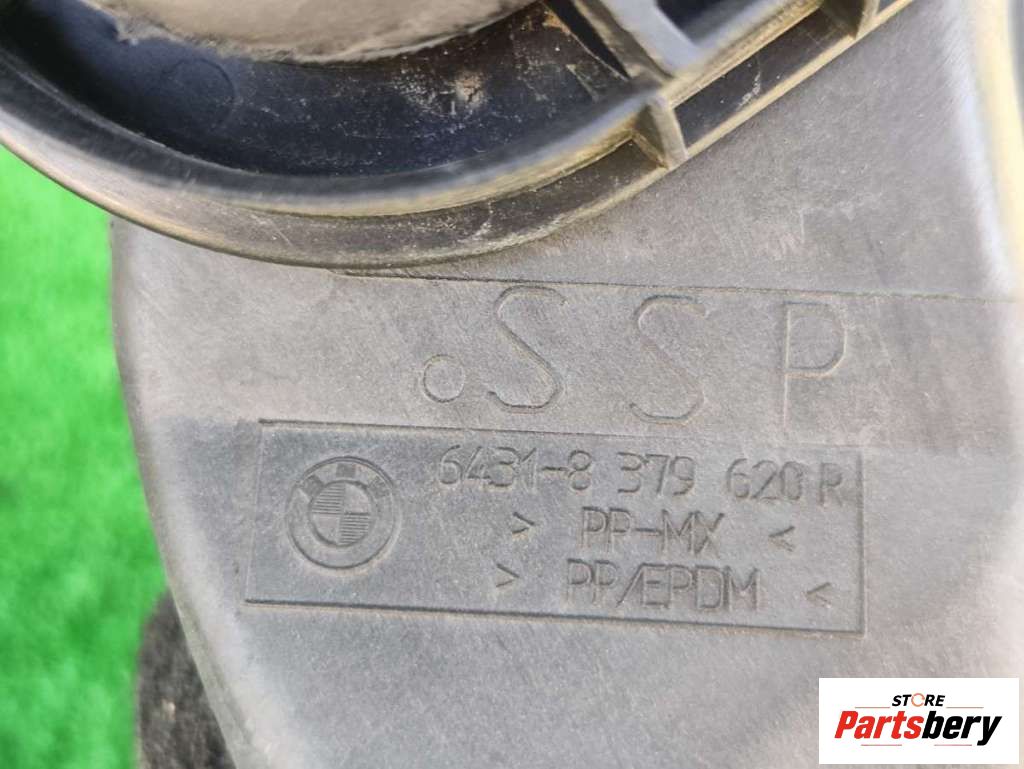 SSP
6431-8 379 620 R
> PP-MX <
> PP/EPDM <
STORE
Partsbery